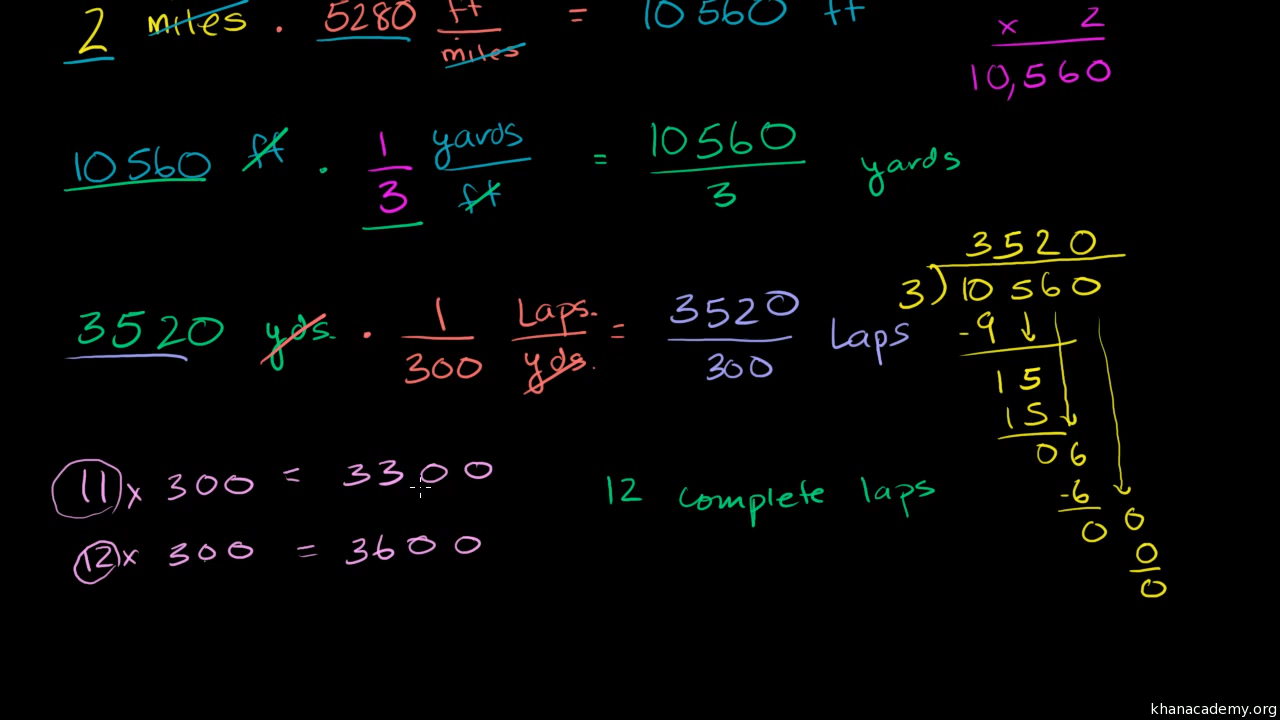 2 miles · 5280 ft/miles = 10560 ft
x 2
10,560
10560 ft · 1/3 yards/ft = 10560/3 yards
3520
3)10560
-9
15
15
06
-6
00
0
0
3520 yds. · 1/300 Laps./yds. = 3520/300 Laps
11 x 300 = 3300
12 x 300 = 3600
12 complete laps
khanacademy.org